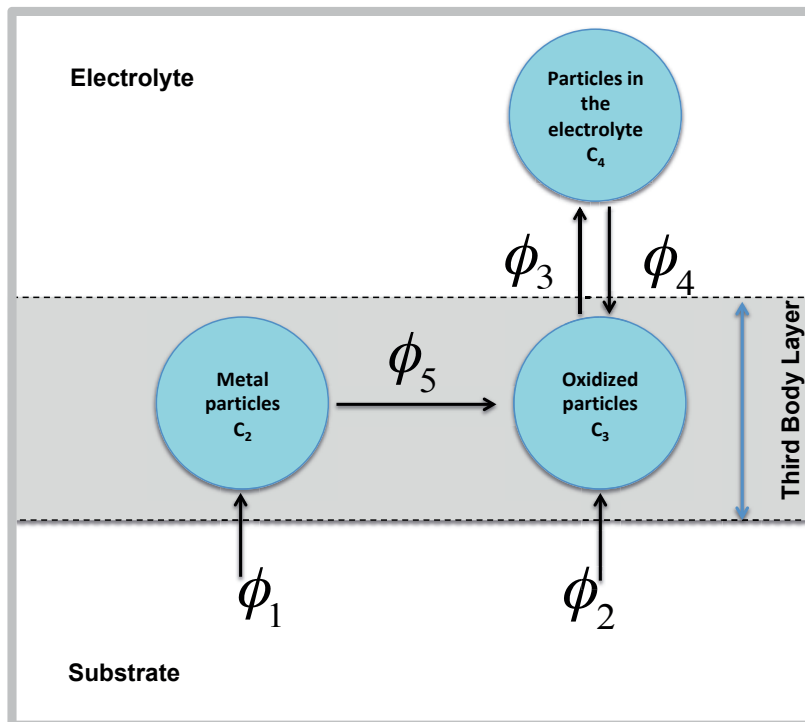 Electrolyte
Particles in
the
electrolyte
C₄
ϕ₃
ϕ₄
Metal
particles
C₂
ϕ₅
Oxidized
particles
C₃
Third Body Layer
ϕ₁
ϕ₂
Substrate